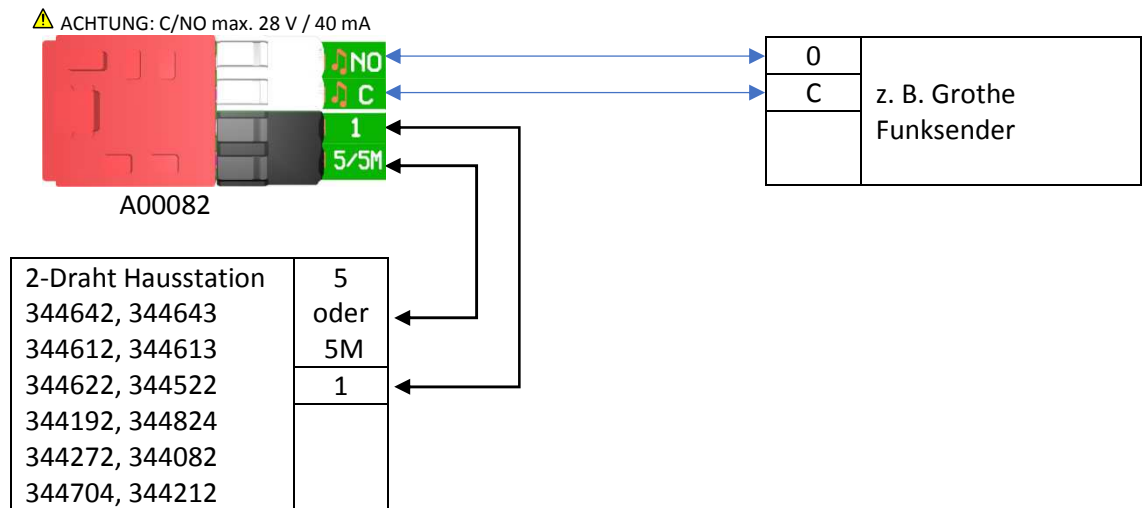 ACHTUNG: C/NO max. 28 V / 40 mA
NO
C
1
5/5M
A00082
0
C
z. B. Grothe
Funksender
2-Draht Hausstation
344642, 344643
344612, 344613
344622, 344522
344192, 344824
344272, 344082
344704, 344212
5
oder
5M
1